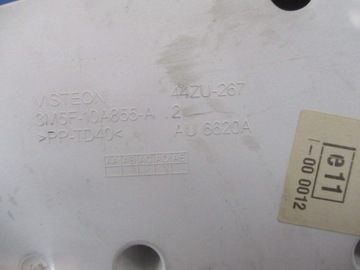 VISTEON
3M5F-10A855-A
>PP-TD40<
44ZU-267
2
AU 6620A
e11
00 0012